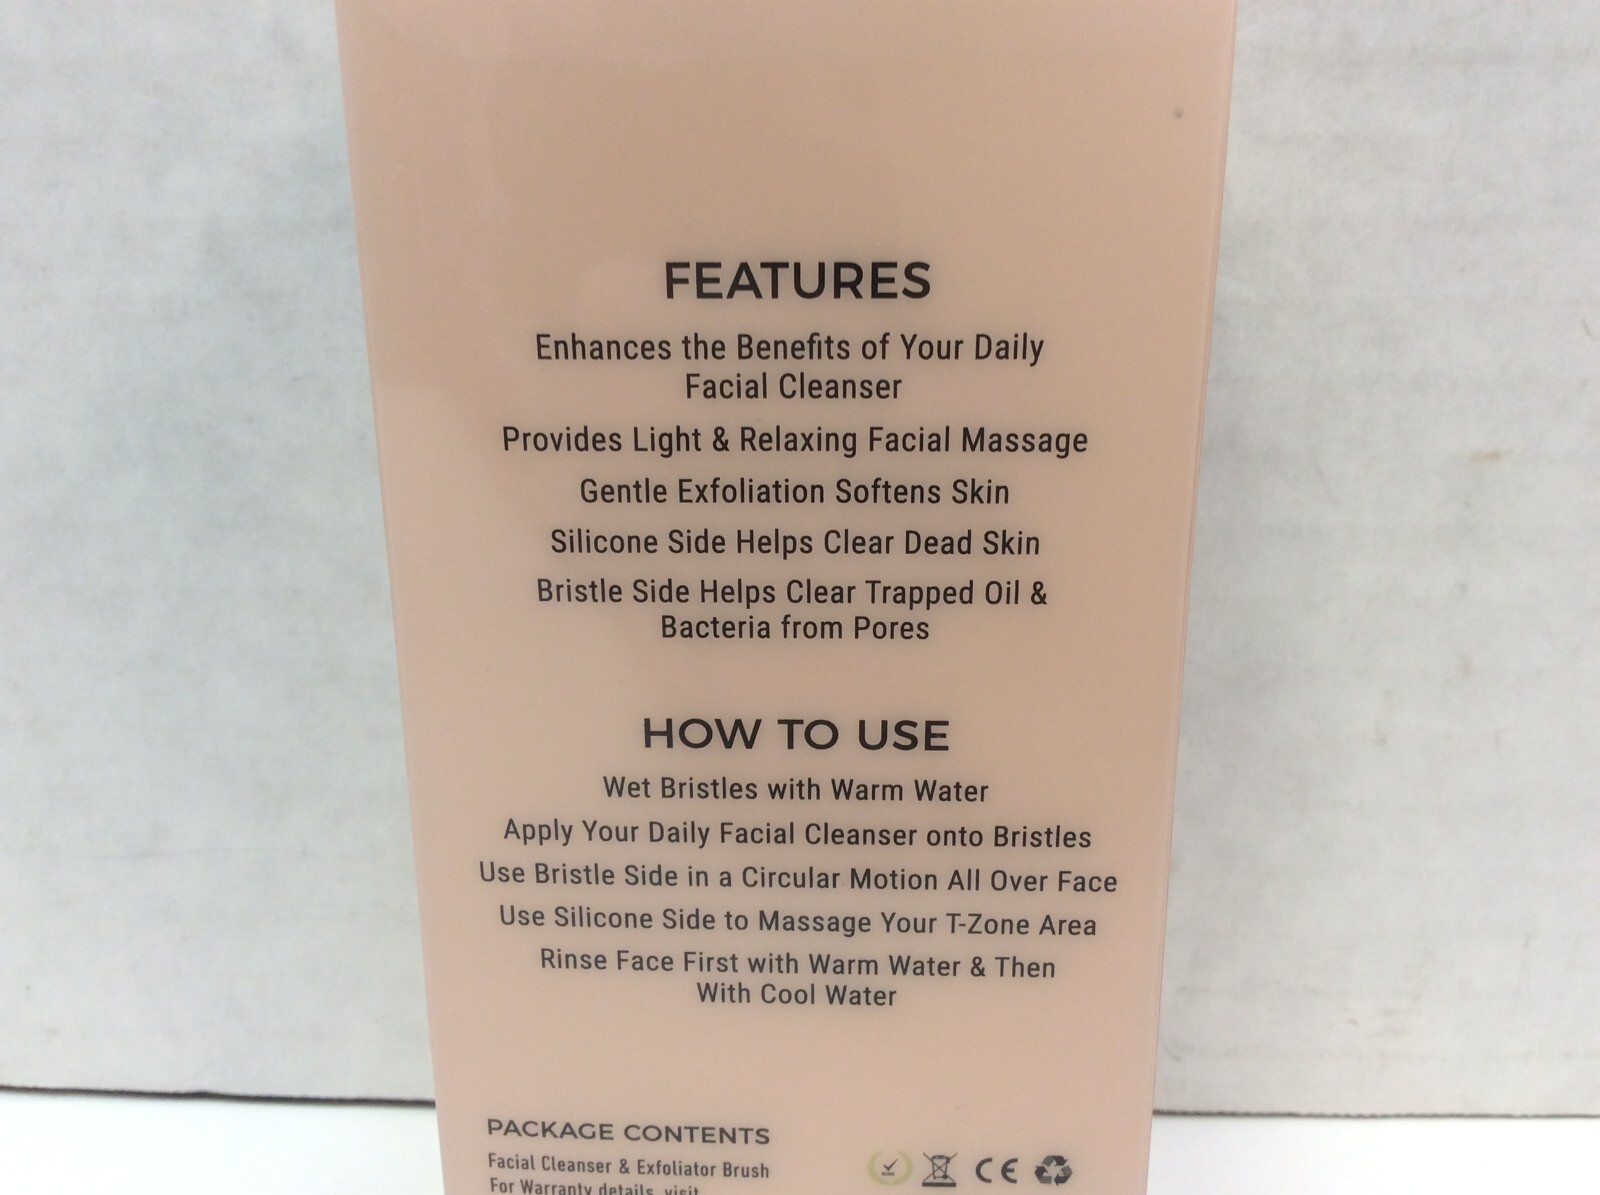 FEATURES
Enhances the Benefits of Your Daily
Facial Cleanser
Provides Light & Relaxing Facial Massage
Gentle Exfoliation Softens Skin
Silicone Side Helps Clear Dead Skin
Bristle Side Helps Clear Trapped Oil &
Bacteria from Pores
HOW TO USE
Wet Bristles with Warm Water
Apply Your Daily Facial Cleanser onto Bristles
Use Bristle Side in a Circular Motion All Over Face
Use Silicone Side to Massage Your T-Zone Area
Rinse Face First with Warm Water & Then
With Cool Water
PACKAGE CONTENTS
Facial Cleanser & Exfoliator Brush
For Warranty details, visit
CE